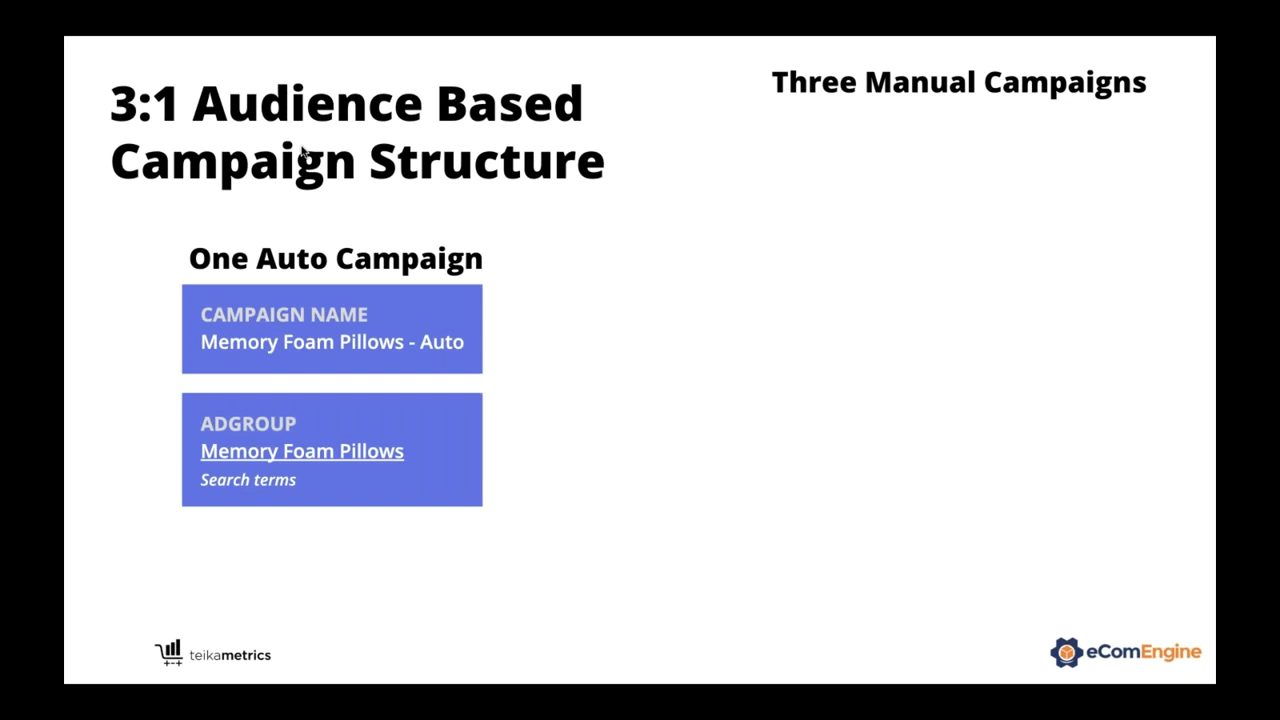 3:1 Audience Based
Campaign Structure
Three Manual Campaigns
One Auto Campaign
CAMPAIGN NAME
Memory Foam Pillows - Auto
ADGROUP
Memory Foam Pillows
Search terms
teikametrics
eComEngine